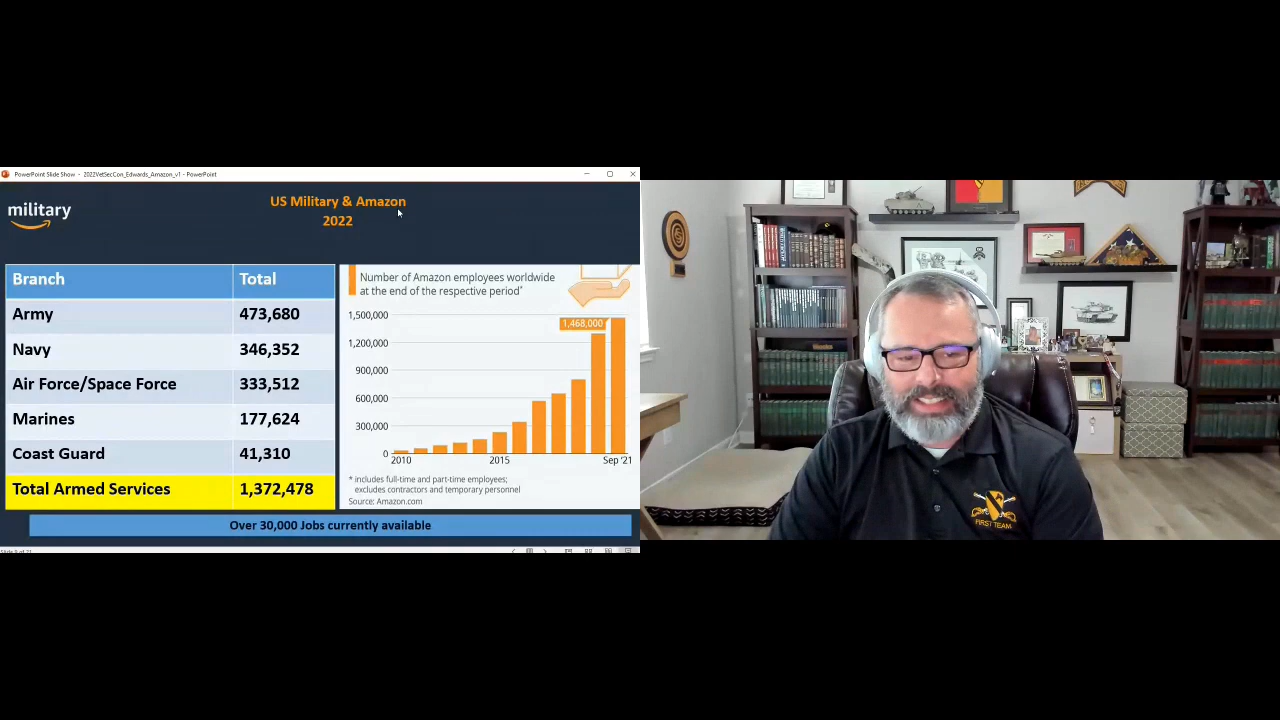 PowerPoint Slide Show - 2022VetSecCon_Edwards_Amazon_v1 - PowerPoint
military
US Military & Amazon
2022
Branch Total
Army 473,680
Navy 346,352
Air Force/Space Force 333,512
Marines 177,624
Coast Guard 41,310
Total Armed Services 1,372,478
Number of Amazon employees worldwide
at the end of the respective period*
1,500,000
1,468,000
1,200,000
900,000
600,000
300,000
0
2010 2015 Sep '21
* includes full-time and part-time employees;
excludes contractors and temporary personnel
Source: Amazon.com
Over 30,000 Jobs currently available
FIRST TEAM